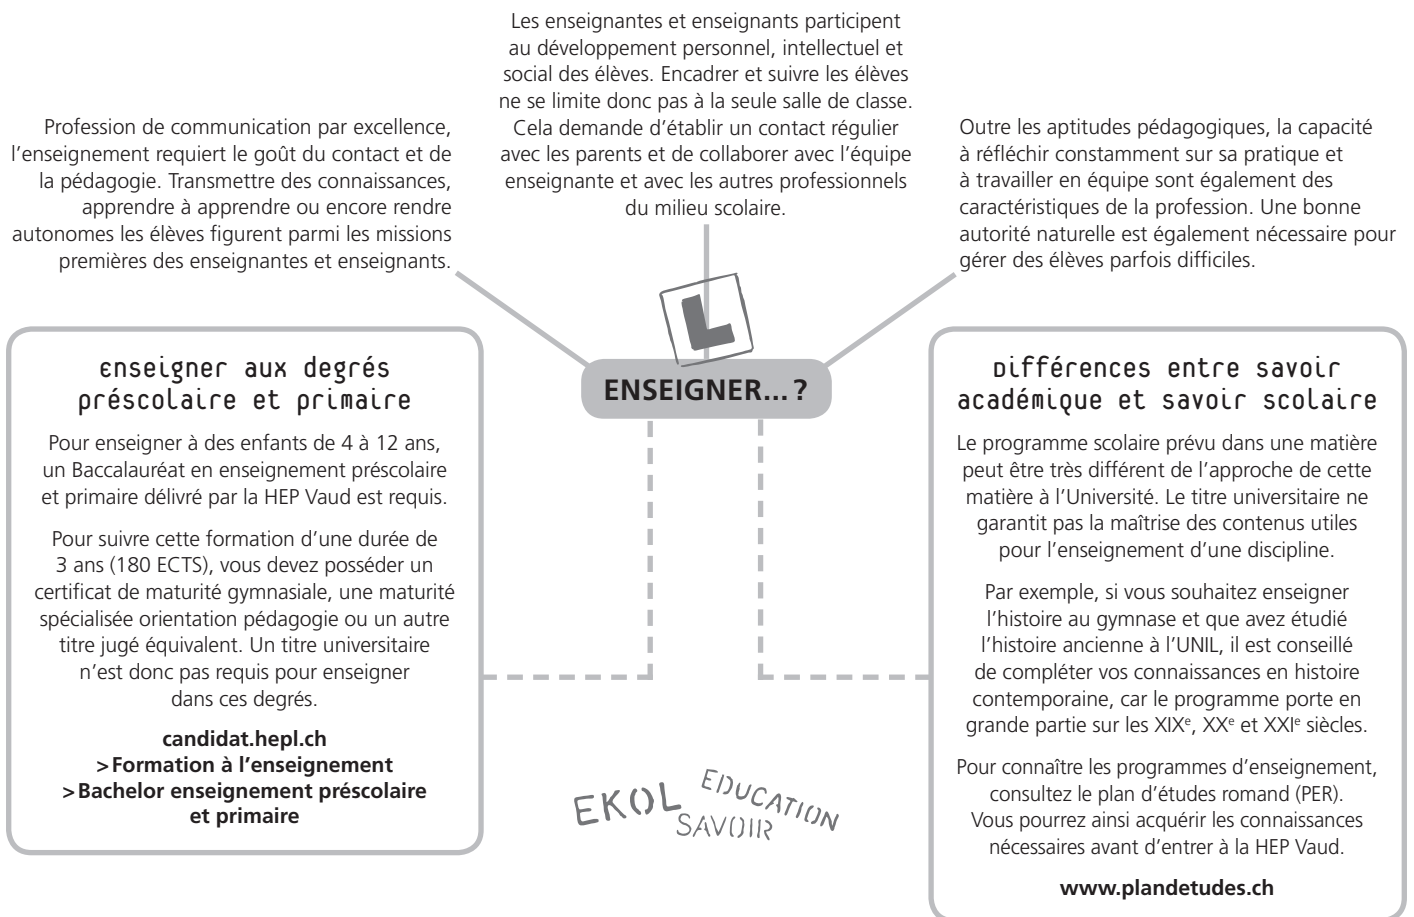 Les enseignantes et enseignants participent
au développement personnel, intellectuel et
social des élèves. Encadrer et suivre les élèves
ne se limite donc pas à la seule salle de classe.
Cela demande d’établir un contact régulier
avec les parents et de collaborer avec l’équipe
enseignante et avec les autres professionnels
du milieu scolaire.
Profession de communication par excellence,
l’enseignement requiert le goût du contact et de
la pédagogie. Transmettre des connaissances,
apprendre à apprendre ou encore rendre
autonomes les élèves figurent parmi les missions
premières des enseignantes et enseignants.
Outre les aptitudes pédagogiques, la capacité
à réfléchir constamment sur sa pratique et
à travailler en équipe sont également des
caractéristiques de la profession. Une bonne
autorité naturelle est également nécessaire pour
gérer des élèves parfois difficiles.
L
ENSEIGNER... ?
Enseigner aux degrés
préscolaire et primaire
Pour enseigner à des enfants de 4 à 12 ans,
un Baccalauréat en enseignement préscolaire
et primaire délivré par la HEP Vaud est requis.
Pour suivre cette formation d’une durée de
3 ans (180 ECTS), vous devez posséder un
certificat de maturité gymnasiale, une maturité
spécialisée orientation pédagogie ou un autre
titre jugé équivalent. Un titre universitaire
n’est donc pas requis pour enseigner
dans ces degrés.
candidat.hepl.ch
> Formation à l’enseignement
> Bachelor enseignement préscolaire
et primaire
Différences entre savoir
académique et savoir scolaire
Le programme scolaire prévu dans une matière
peut être très différent de l’approche de cette
matière à l’Université. Le titre universitaire ne
garantit pas la maîtrise des contenus utiles
pour l’enseignement d’une discipline.
Par exemple, si vous souhaitez enseigner
l’histoire au gymnase et que avez étudié
l’histoire ancienne à l’UNIL, il est conseillé
de compléter vos connaissances en histoire
contemporaine, car le programme porte en
grande partie sur les XIXe, XXe et XXIe siècles.
Pour connaître les programmes d’enseignement,
consultez le plan d’études romand (PER).
Vous pourrez ainsi acquérir les connaissances
nécessaires avant d’entrer à la HEP Vaud.
www.plandetudes.ch
EKOL
EDUCATION
SAVOIR